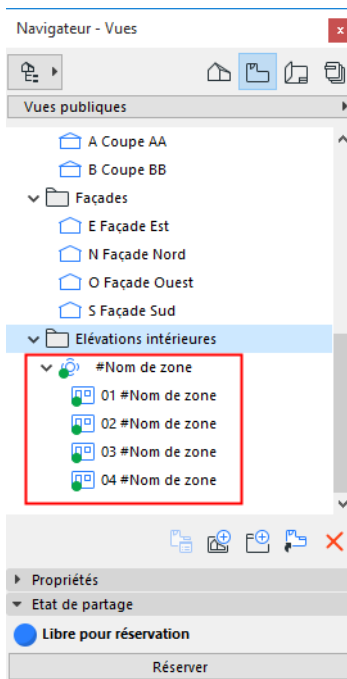 Navigateur - Vues
x
Vues publiques
A Coupe AA
B Coupe BB
Façades
E Façade Est
N Façade Nord
O Façade Ouest
S Façade Sud
Elévations intérieures
#Nom de zone
01 #Nom de zone
02 #Nom de zone
03 #Nom de zone
04 #Nom de zone
Propriétés
Etat de partage
Libre pour réservation
Réserver